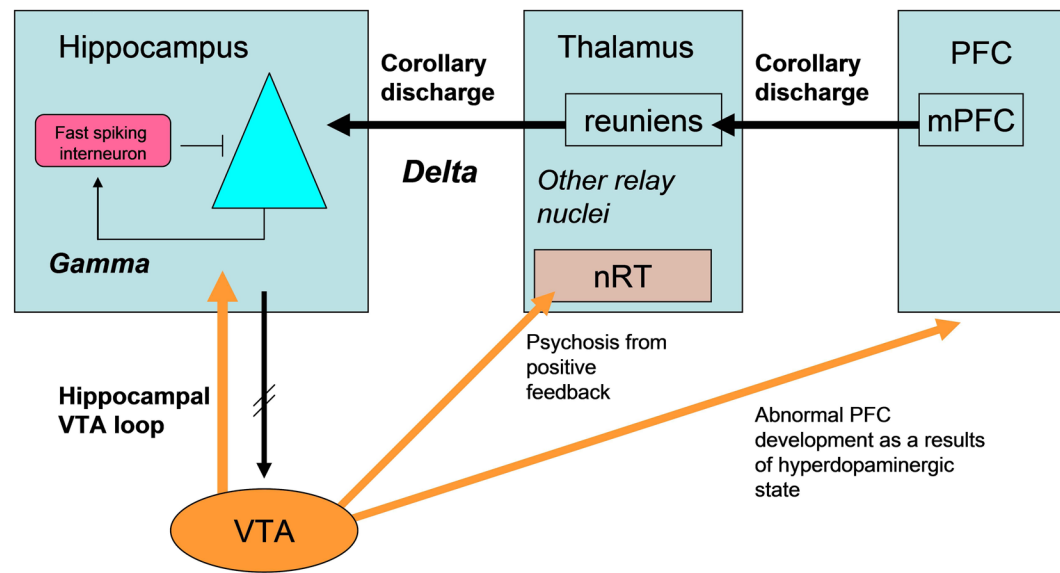 Hippocampus
Fast spiking
interneuron
Gamma
Corollary
discharge
Delta
Thalamus
reuniens
Other relay
nuclei
nRT
Corollary
discharge
PFC
mPFC
Hippocampal
VTA loop
Psychosis from
positive
feedback
Abnormal PFC
development as a results
of hyperdopaminergic
state
VTA